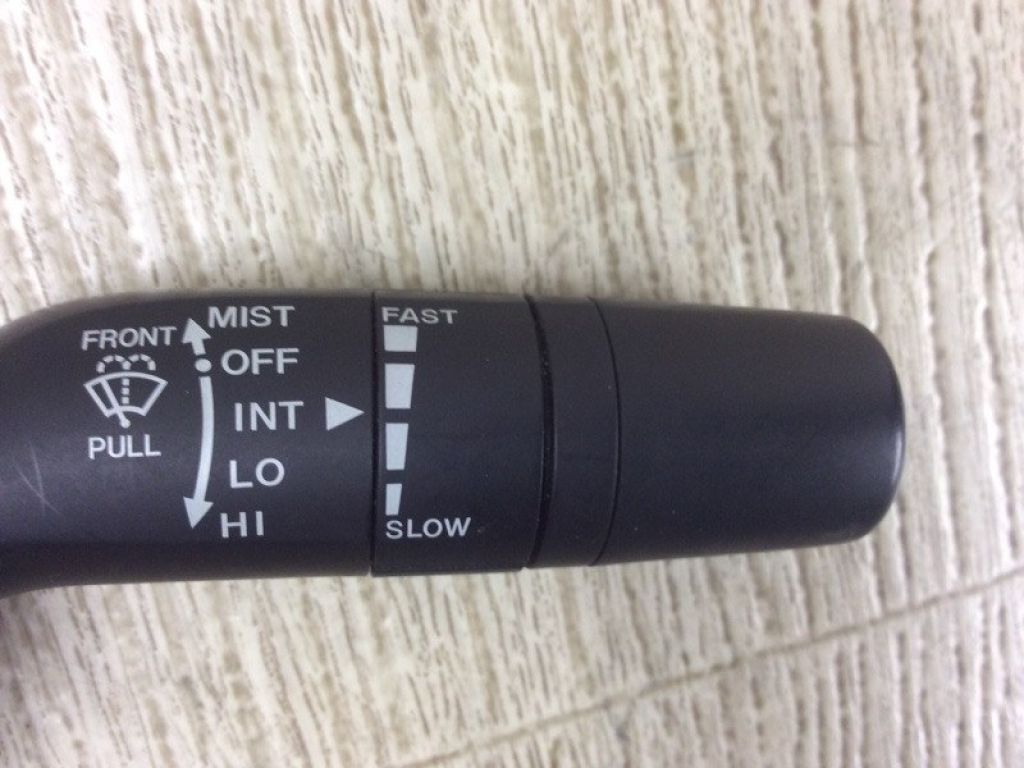 FRONT
PULL
MIST
OFF
INT
LO
HI
FAST
SLOW